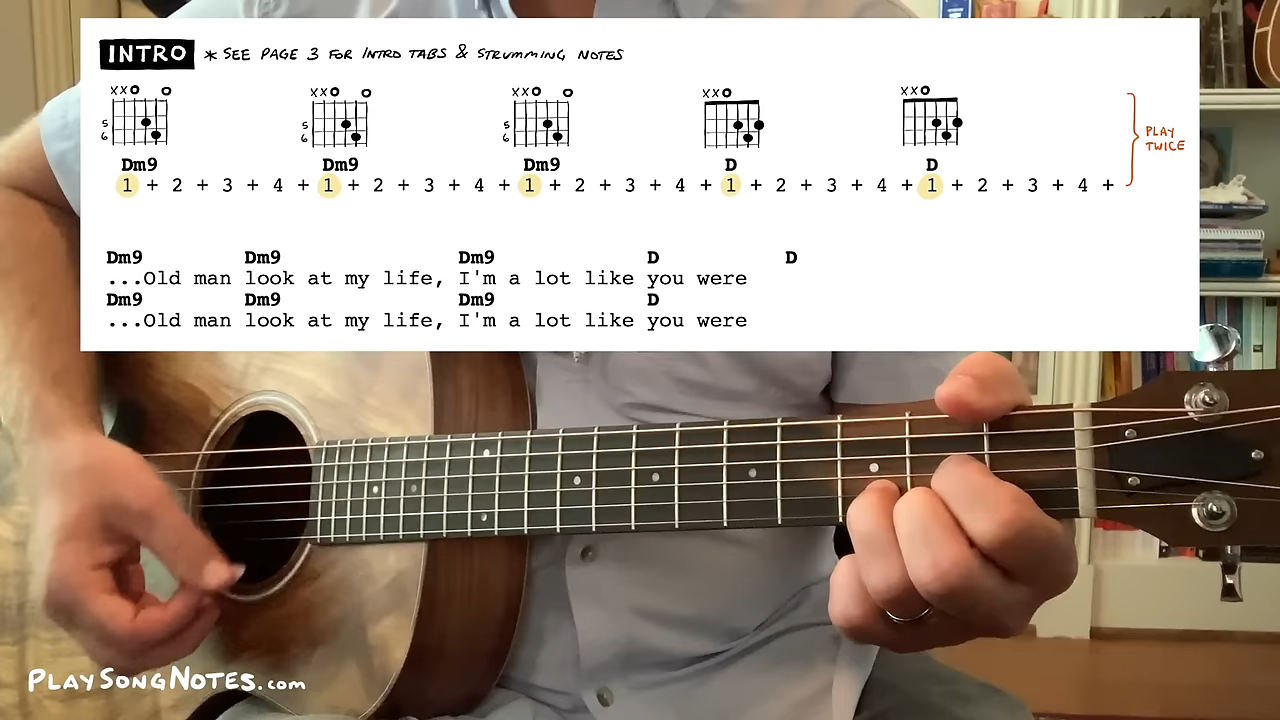 INTRO * SEE PAGE 3 FOR INTRO TABS & STRUMMING NOTES
xxo o xxo o xxo o xxo xxo
5 5 5
6 6 6
PLAY
TWICE
Dm9 Dm9 Dm9 D D
1 + 2 + 3 + 4 + 1 + 2 + 3 + 4 + 1 + 2 + 3 + 4 + 1 + 2 + 3 + 4 + 1 + 2 + 3 + 4 +
Dm9 Dm9 Dm9 D D
...Old man look at my life, I'm a lot like you were
Dm9 Dm9 Dm9 D
...Old man look at my life, I'm a lot like you were
PLAYSONGNOTES.com